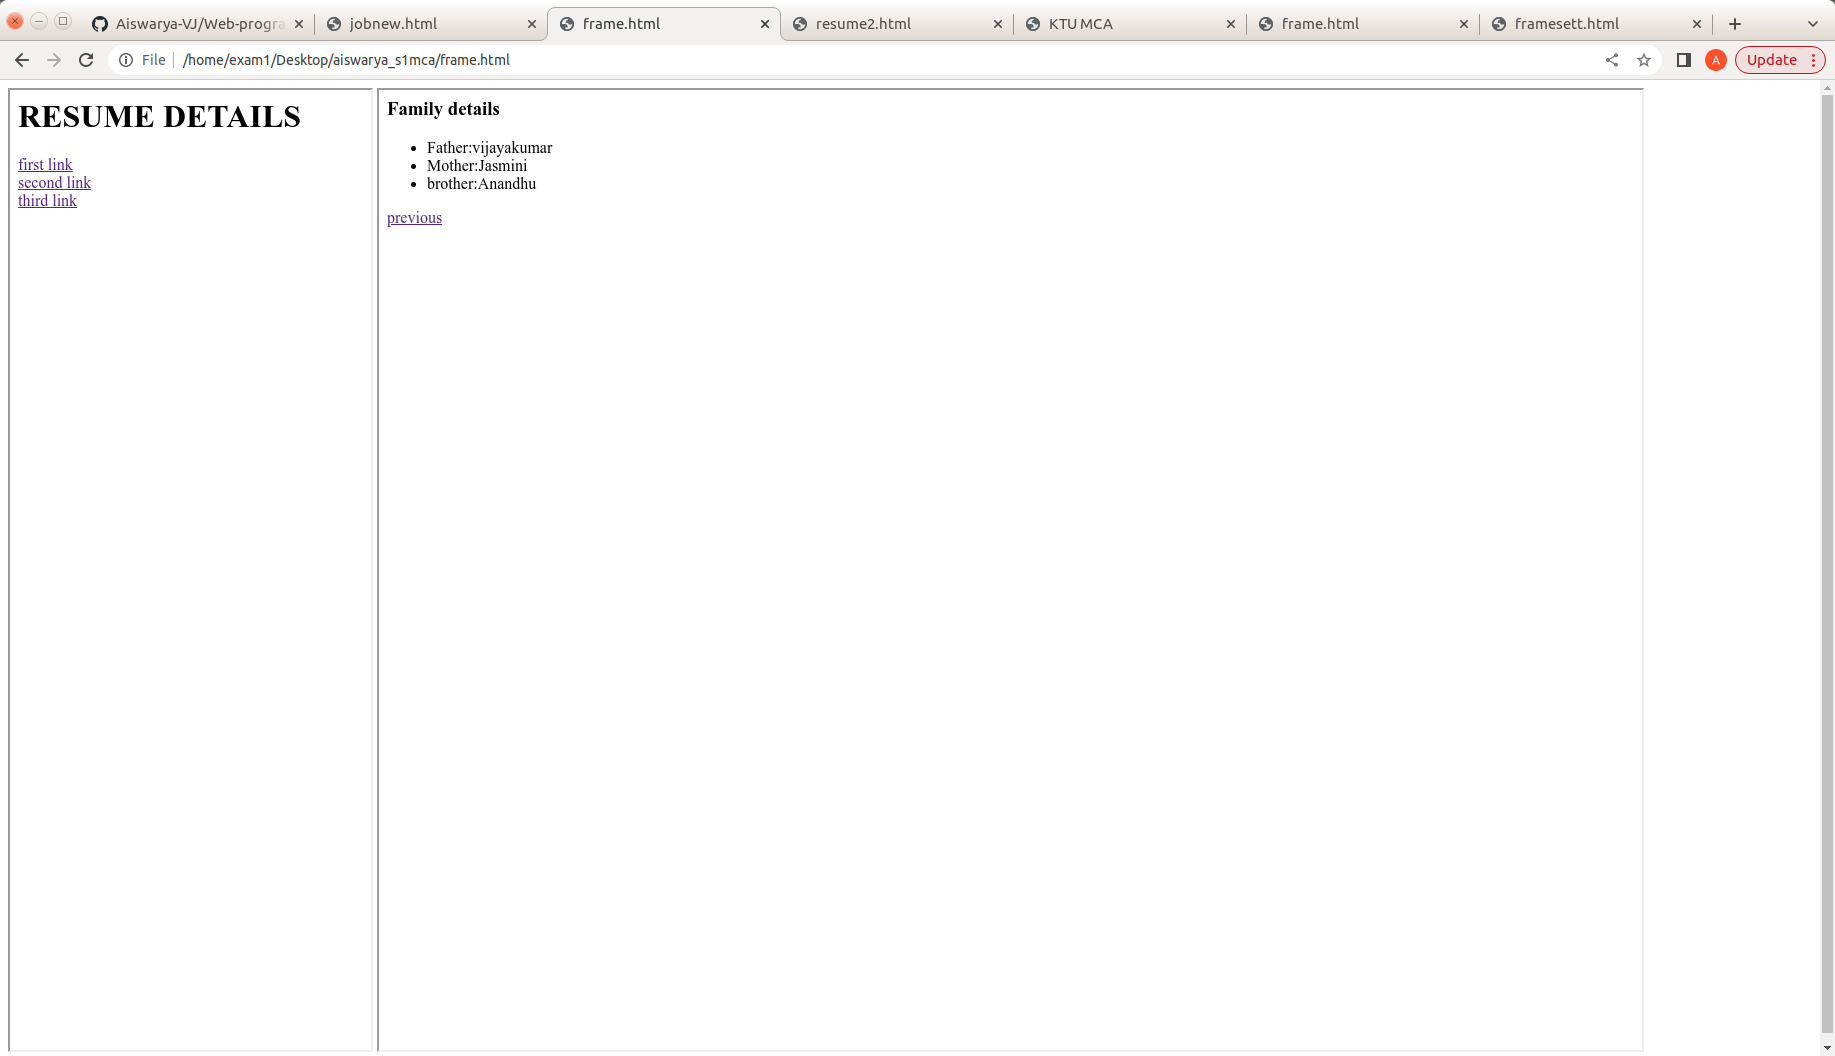 Aiswarya-VJ/Web-progra
jobnew.html
frame.html
resume2.html
KTU MCA
frame.html
framesett.html
File
/home/exam1/Desktop/aiswarya_s1mca/frame.html
A
Update
RESUME DETAILS
first link
second link
third link
Family details
Father:vijayakumar
Mother:Jasmini
brother:Anandhu
previous